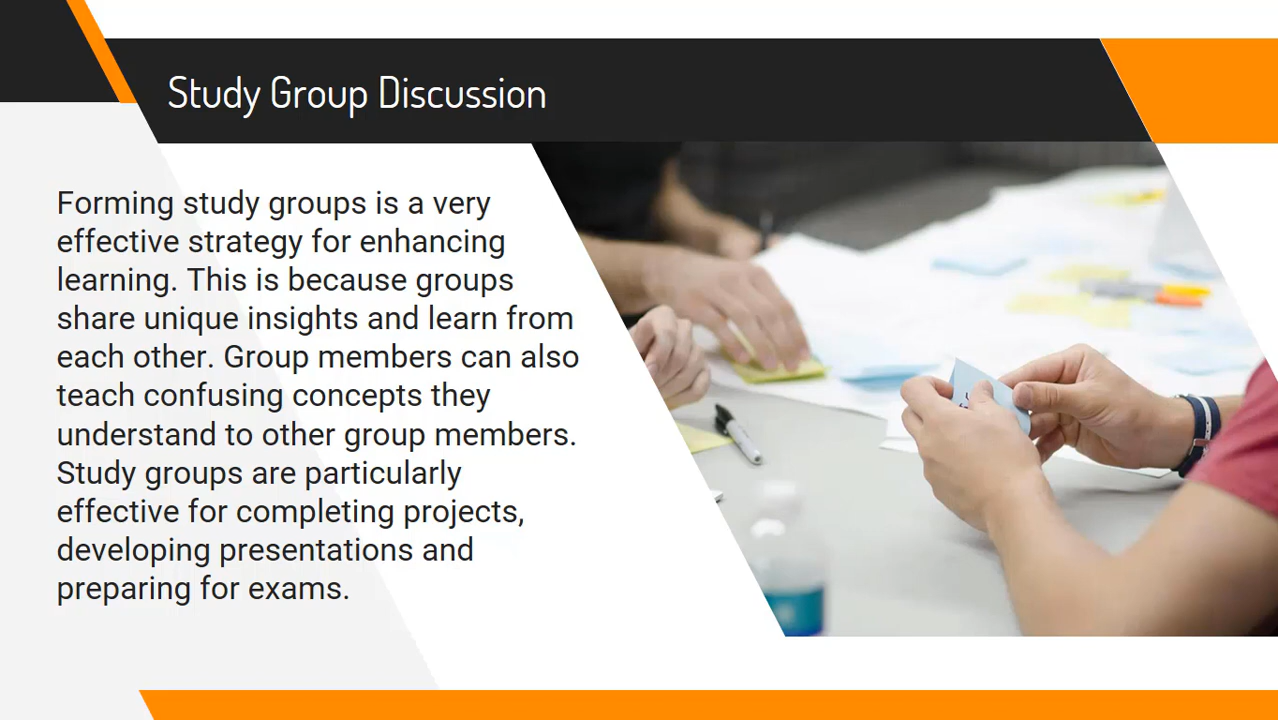 Study Group Discussion
Forming study groups is a very
effective strategy for enhancing
learning. This is because groups
share unique insights and learn from
each other. Group members can also
teach confusing concepts they
understand to other group members.
Study groups are particularly
effective for completing projects,
developing presentations and
preparing for exams.